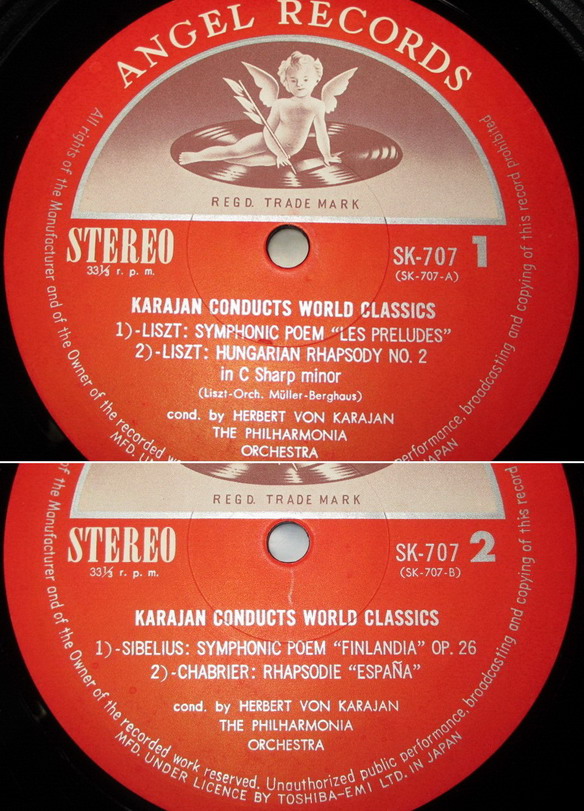 ANGEL RECORDS
REGD. TRADE MARK
All rights of the Manufacturer and of the Owner of the recorded work
performance, broadcasting and copying of this record prohibited
MFD. U
JAPAN
STEREO
33⅓ r. p. m.
SK-707 1
(SK-707-A)
KARAJAN CONDUCTS WORLD CLASSICS
1)-LISZT: SYMPHONIC POEM “LES PRELUDES”
2)-LISZT: HUNGARIAN RHAPSODY NO. 2
in C Sharp minor
(Liszt-Orch. Müller-Berghaus)
cond. by HERBERT VON KARAJAN
THE PHILHARMONIA
ORCHESTRA
REGD. TRADE MARK
of the Manufacturer and of the Owner of the recorded work reserved. Unauthorized public performance, broadcasting and copying of this record
MFD. UNDER LICENCE BY TOSHIBA-EMI LTD. IN JAPAN
STEREO
33⅓ r. p. m.
SK-707 2
(SK-707-B)
KARAJAN CONDUCTS WORLD CLASSICS
1)-SIBELIUS: SYMPHONIC POEM “FINLANDIA” OP. 26
2)-CHABRIER: RHAPSODIE “ESPAÑA”
cond. by HERBERT VON KARAJAN
THE PHILHARMONIA
ORCHESTRA